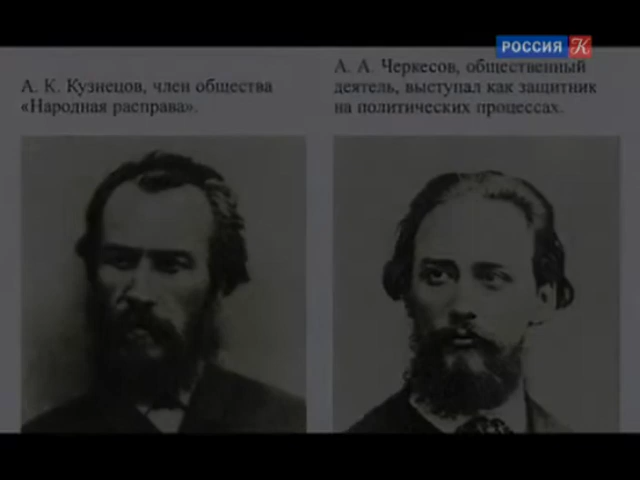 РОССИЯ К
А. К. Кузнецов, член общества
«Народная расправа».
А. А. Черкесов, общественный
деятель, выступал как защитник
на политических процессах.